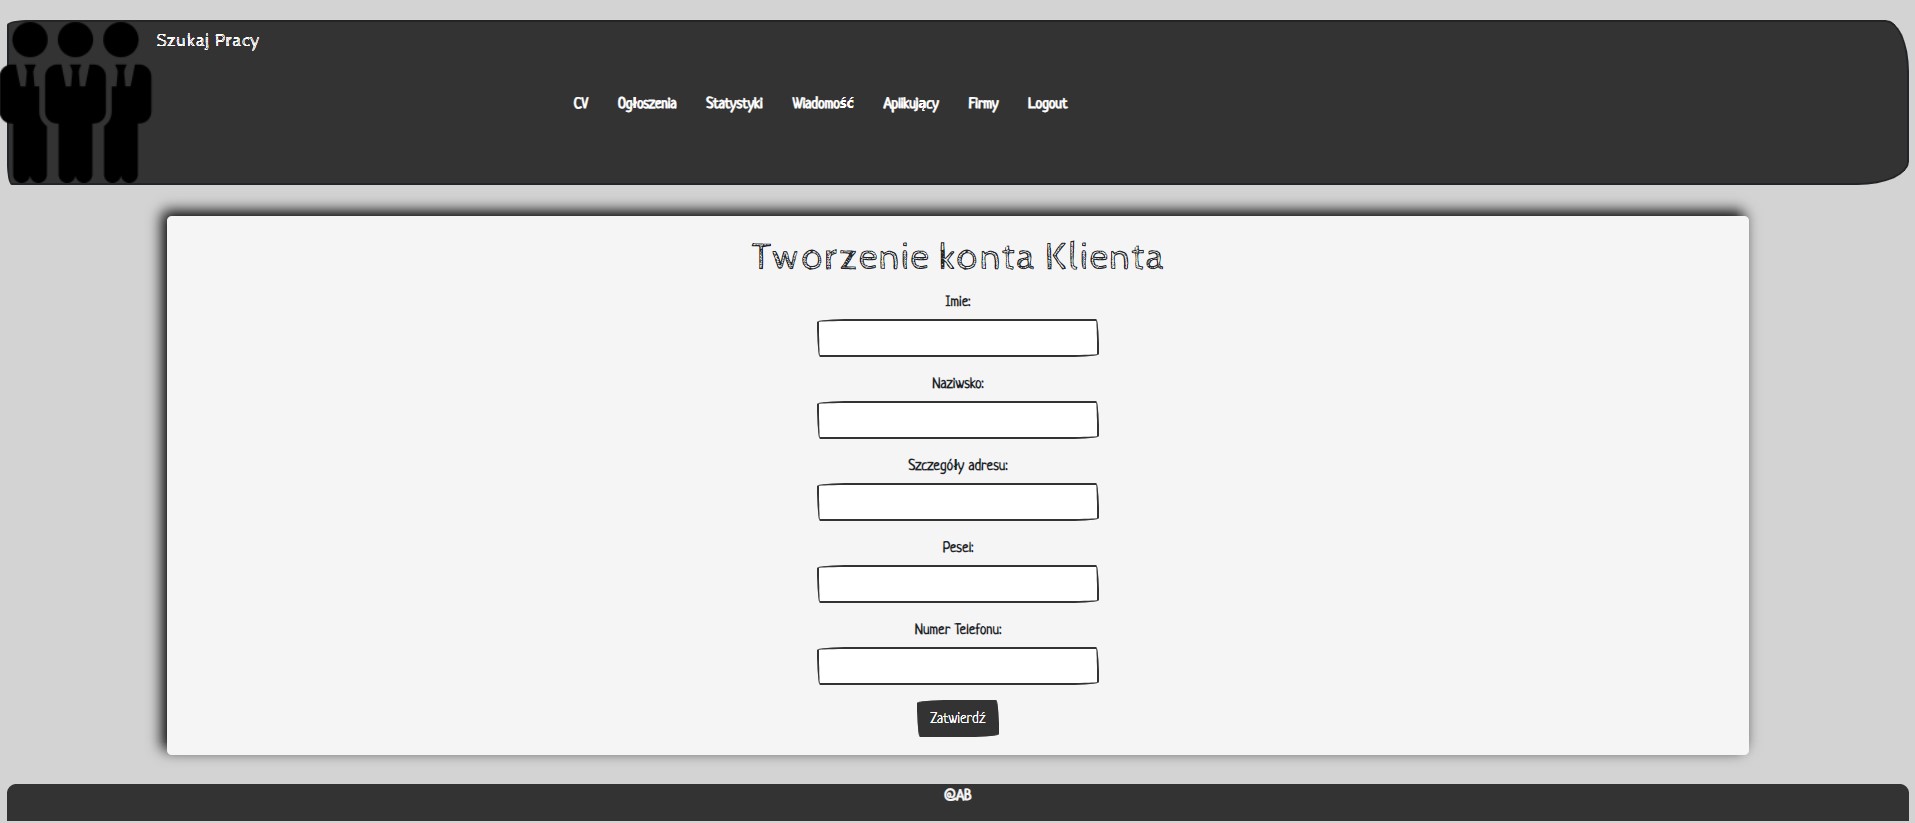 Szukaj Pracy
CV Ogłoszenia Statystyki Wiadomość Aplikujący Firmy Logout
Tworzenie konta Klienta
Imie:
Naziwsko:
Szczegóły adresu:
Pesel:
Numer Telefonu:
Zatwierdź
@AB